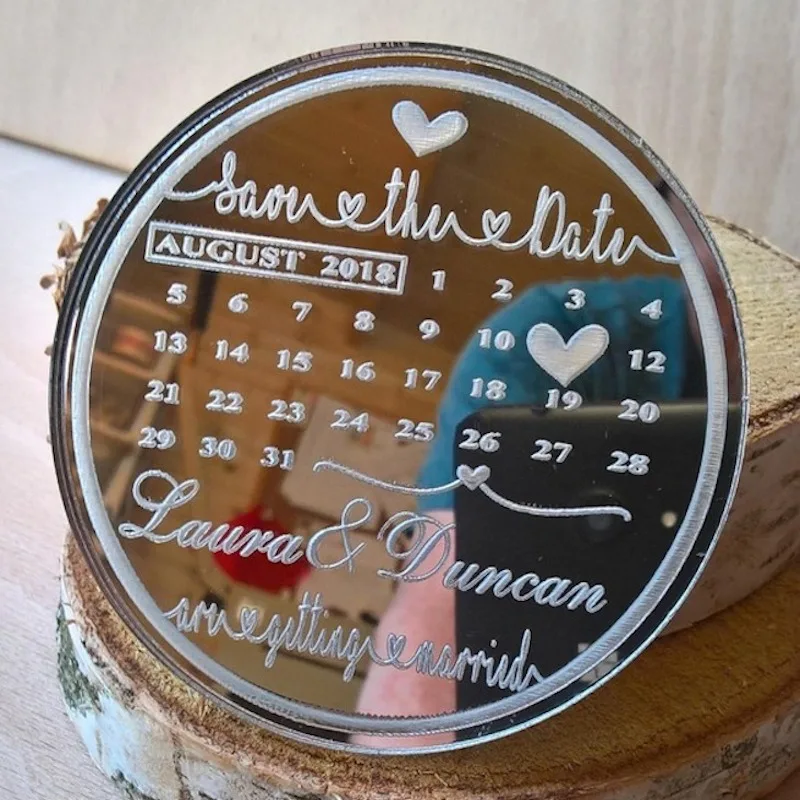 Save the Date
AUGUST 2018 1 2 3 4
5 6 7 8 9 10 12
13 14 15 16 17 18 19 20
21 22 23 24 25 26 27 28
29 30 31
Laura & Duncan
are getting married